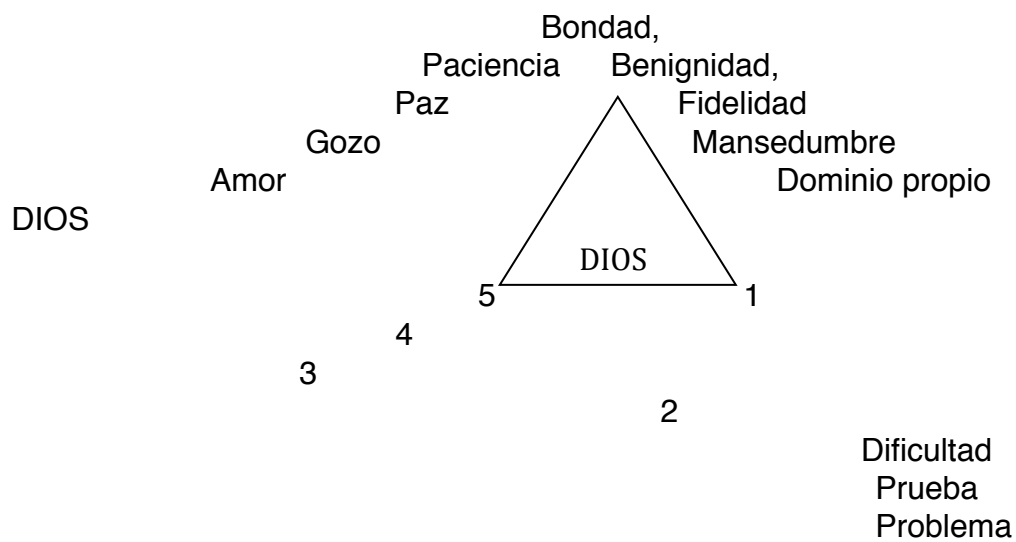 Bondad,
Paciencia Benignidad,
Paz Fidelidad
Gozo Mansedumbre
Amor Dominio propio
DIOS
DIOS
5 1
4
3
2
Dificultad
Prueba
Problema